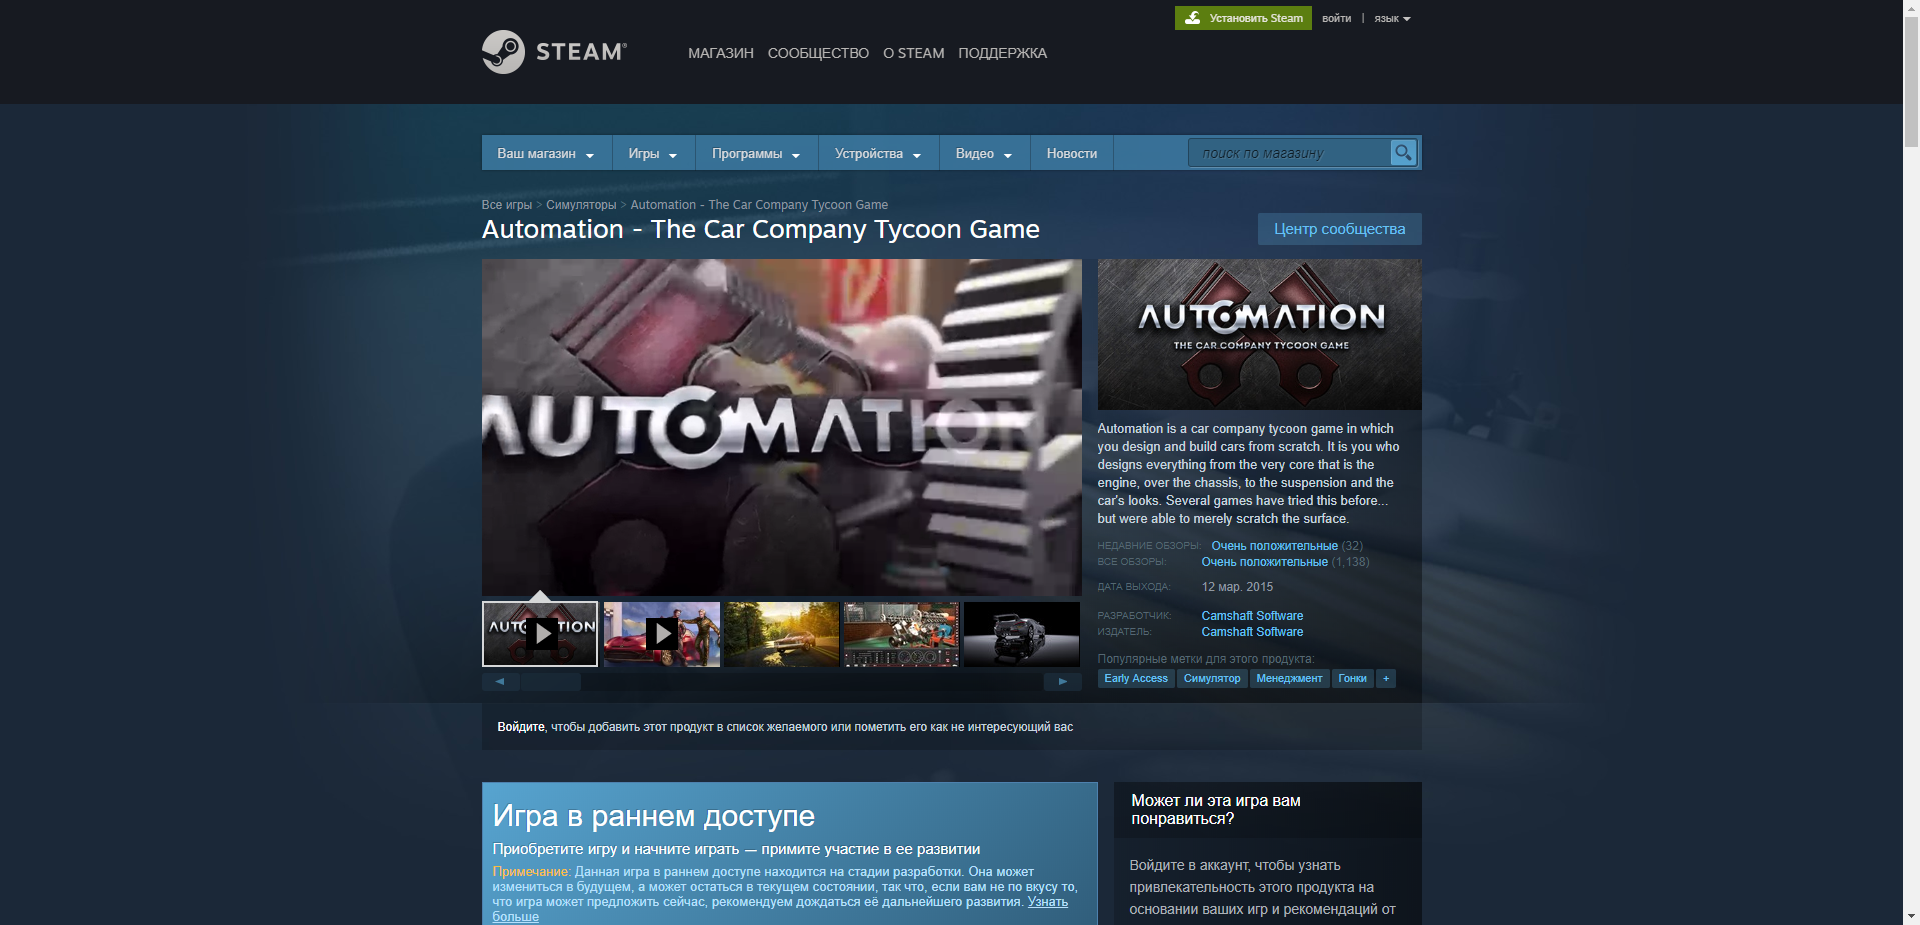 Установить Steam
войти | язык
STEAM®
МАГАЗИН СООБЩЕСТВО О STEAM ПОДДЕРЖКА
Ваш магазин Игры Программы Устройства Видео Новости поиск по магазину
Все игры > Симуляторы > Automation - The Car Company Tycoon Game
Automation - The Car Company Tycoon Game
Центр сообщества
AUTOMATION
AUTOMATION
THE CAR COMPANY TYCOON GAME
Automation is a car company tycoon game in which
you design and build cars from scratch. It is you who
designs everything from the very core that is the
engine, over the chassis, to the suspension and the
car's looks. Several games have tried this before...
but were able to merely scratch the surface.
НЕДАВНИЕ ОБЗОРЫ: Очень положительные (32)
ВСЕ ОБЗОРЫ: Очень положительные (1,138)
ДАТА ВЫХОДА: 12 мар. 2015
РАЗРАБОТЧИК: Camshaft Software
ИЗДАТЕЛЬ: Camshaft Software
Популярные метки для этого продукта:
Early Access Симулятор Менеджмент Гонки +
Войдите, чтобы добавить этот продукт в список желаемого или пометить его как не интересующий вас
Игра в раннем доступе
Приобретите игру и начните играть — примите участие в ее развитии
Примечание: Данная игра в раннем доступе находится на стадии разработки. Она может
измениться в будущем, а может остаться в текущем состоянии, так что, если вам не по вкусу то,
что игра может предложить сейчас, рекомендуем дождаться её дальнейшего развития. Узнать
больше
Может ли эта игра вам
понравиться?
Войдите в аккаунт, чтобы узнать
привлекательность этого продукта на
основании ваших игр и рекомендаций от